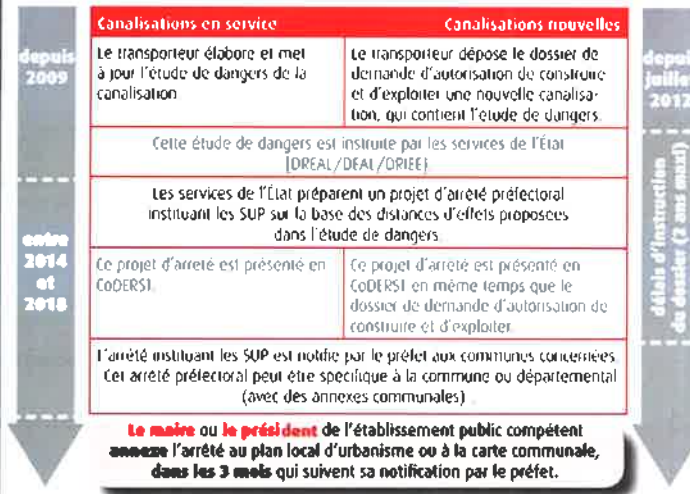 Canalisations en service
Canalisations nouvelles
depuis
2009
Le transporteur élabore et met
à jour l'étude de dangers de la
canalisation
Le transporteur dépose le dossier de
demande d'autorisation de construire
et d'exploiter une nouvelle canalisa-
tion, qui contient l'étude de dangers.
depuis
juillet
2012
Cette étude de dangers est instruite par les services de l'État
(DREAL/DEAL/DRIEE)
Les services de l'État préparent un projet d'arrêté préfectoral
instituant les SUP sur la base des distances d'effets proposées
dans l'étude de dangers
entre
2014
et
2018
Ce projet d'arrêté est présenté en
CoDERST.
Ce projet d'arrêté est présenté en
CoDERST en même temps que le
dossier de demande d'autorisation de
construire et d'exploiter.
délais d'instruction
du dossier (2 ans maxi)
L'arrêté instituant les SUP est notifié par le préfet aux communes concernées.
Cet arrêté préfectoral peut être spécifique à la commune ou départemental
(avec des annexes communales)
Le maire ou le président de l'établissement public compétent
annexe l'arrêté au plan local d'urbanisme ou à la carte communale,
dans les 3 mois qui suivent sa notification par le préfet.